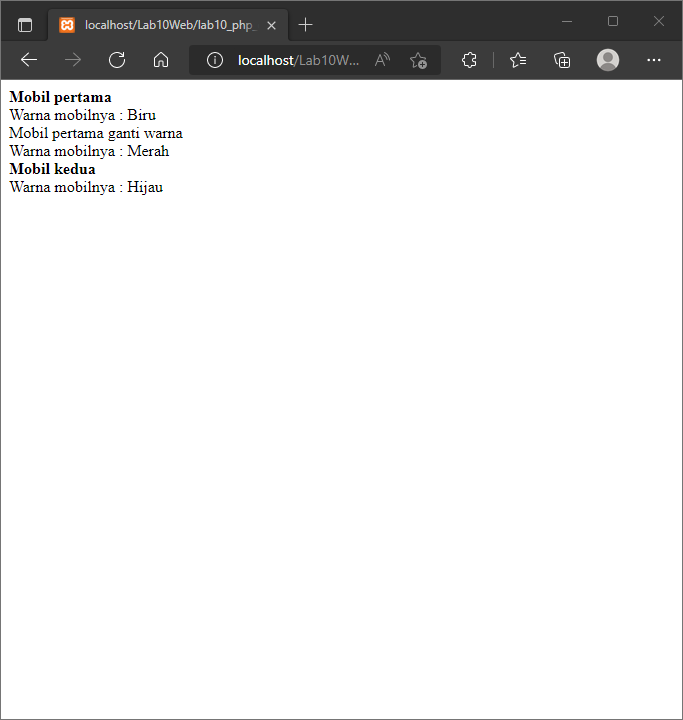 localhost/Lab10Web/lab10_php_
localhost/Lab10W...
Mobil pertama
Warna mobilnya : Biru
Mobil pertama ganti warna
Warna mobilnya : Merah
Mobil kedua
Warna mobilnya : Hijau